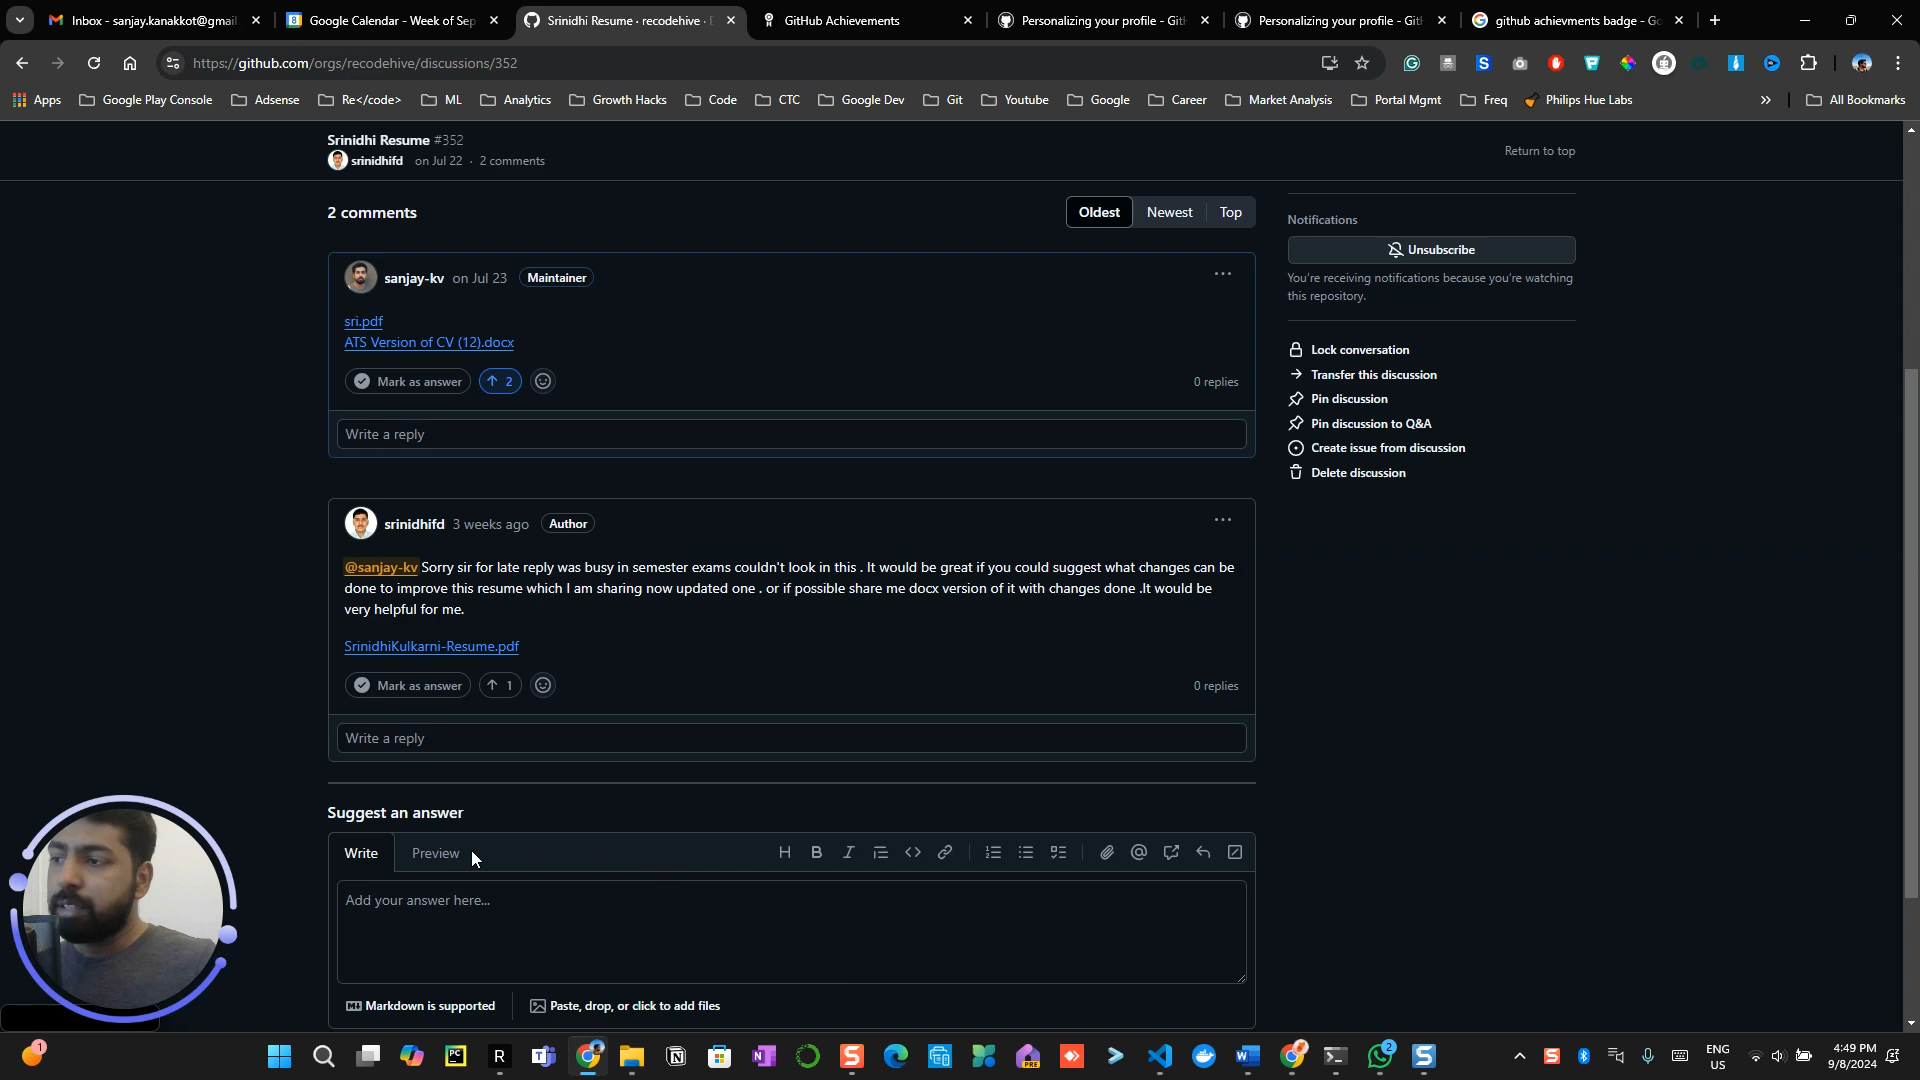 Inbox - sanjay.kanakkot@gmail
Google Calendar - Week of Sep
Srinidhi Resume · recodehive ·
GitHub Achievements
Personalizing your profile - Git
Personalizing your profile - Git
github achievments badge - Go
https://github.com/orgs/recodehive/discussions/352
Apps
Google Play Console
Adsense
Re</code>
ML
Analytics
Growth Hacks
Code
CTC
Google Dev
Git
Youtube
Google
Career
Market Analysis
Portal Mgmt
Freq
Philips Hue Labs
All Bookmarks
Srinidhi Resume #352
srinidhifd on Jul 22 · 2 comments
Return to top
2 comments
Oldest
Newest
Top
sanjay-kv on Jul 23 Maintainer
sri.pdf
ATS Version of CV (12).docx
Mark as answer
2
0 replies
Write a reply
srinidhifd 3 weeks ago Author
@sanjay-kv Sorry sir for late reply was busy in semester exams couldn't look in this . It would be great if you could suggest what changes can be
done to improve this resume which I am sharing now updated one . or if possible share me docx version of it with changes done .It would be
very helpful for me.
SrinidhiKulkarni-Resume.pdf
Mark as answer
1
0 replies
Write a reply
Suggest an answer
Write
Preview
Add your answer here...
Markdown is supported
Paste, drop, or click to add files
Notifications
Unsubscribe
You're receiving notifications because you're watching
this repository.
Lock conversation
Transfer this discussion
Pin discussion
Pin discussion to Q&A
Create issue from discussion
Delete discussion
1
PC
R
PRE
2
ENG
US
4:49 PM
9/8/2024